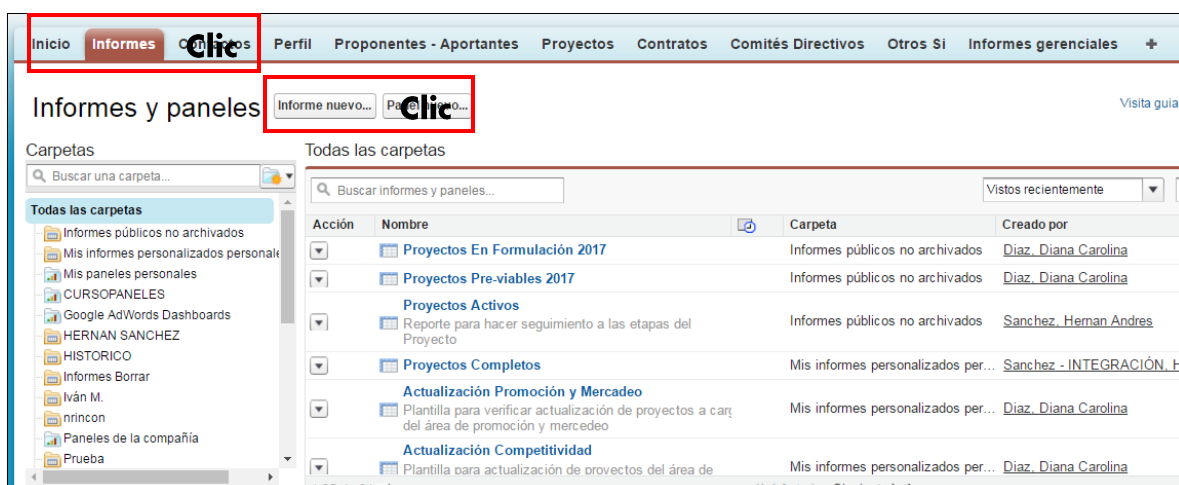 Inicio Informes Contactos Clic Perfil Proponentes - Aportantes Proyectos Contratos Comités Directivos Otros Si Informes gerenciales +
Informes y paneles Informe nuevo... Panel nuevo... Clic Visita guia
Carpetas Todas las carpetas
Buscar una carpeta...
Buscar informes y paneles... Vistos recientemente
Todas las carpetas
Acción Nombre Carpeta Creado por
Informes públicos no archivados
Proyectos En Formulación 2017 Informes públicos no archivados Diaz, Diana Carolina
Mis informes personalizados personale
Mis paneles personales
Proyectos Pre-viables 2017 Informes públicos no archivados Diaz, Diana Carolina
CURSOPANELES
Proyectos Activos
Google AdWords Dashboards
Reporte para hacer seguimiento a las etapas del Informes públicos no archivados Sanchez, Hernan Andres
Proyecto
HERNAN SANCHEZ
HISTORICO
Proyectos Completos Mis informes personalizados per... Sanchez - INTEGRACIÓN, H
Informes Borrar
Actualización Promoción y Mercadeo
Iván M.
Plantilla para verificar actualización de proyectos a carg Mis informes personalizados per... Diaz, Diana Carolina
del área de promoción y mercedeo
nrincon
Paneles de la compañía
Actualización Competitividad
Prueba
Plantilla para actualización de proyectos del área de Mis informes personalizados per... Diaz, Diana Carolina